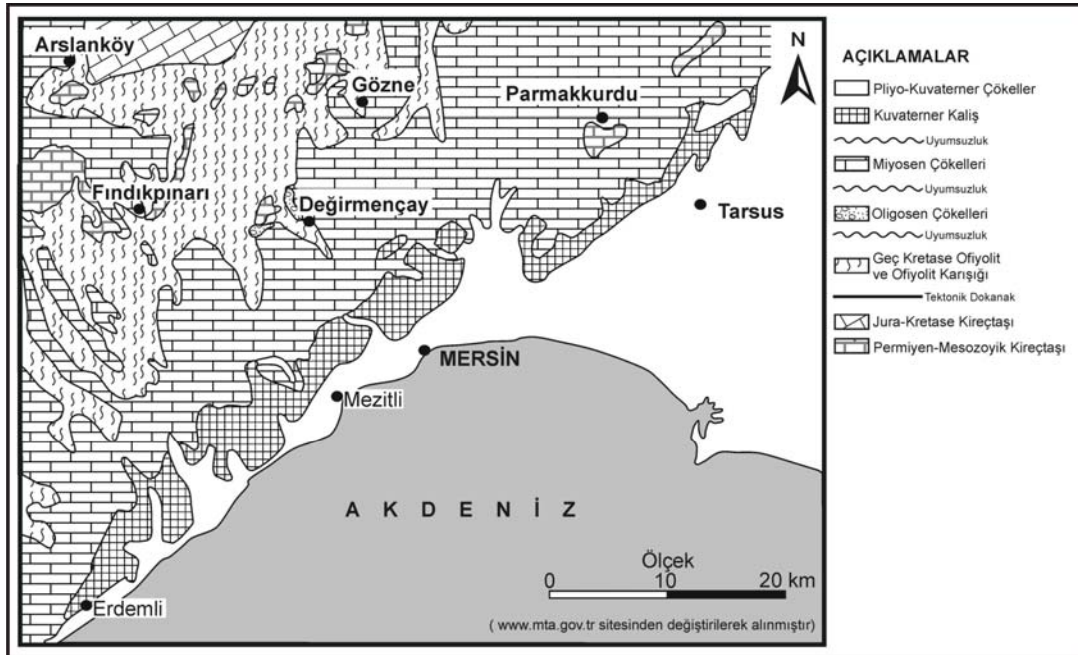 Arslanköy
Gözne
Parmakkurdu
N
Fındıkpınarı
Değirmençay
Tarsus
MERSİN
Mezitli
AKDENİZ
Erdemli
Ölçek
0 10 20 km
( www.mta.gov.tr sitesinden değiştirilerek alınmıştır)
AÇIKLAMALAR
Pliyo-Kuvaterner Çökeller
Kuvaterner Kaliş
Uyumsuzluk
Miyosen Çökelleri
Uyumsuzluk
Oligosen Çökelleri
Uyumsuzluk
Geç Kretase Ofiyolit
ve Ofiyolit Karışığı
Tektonik Dokanak
Jura-Kretase Kireçtaşı
Permiyen-Mesozoyik Kireçtaşı